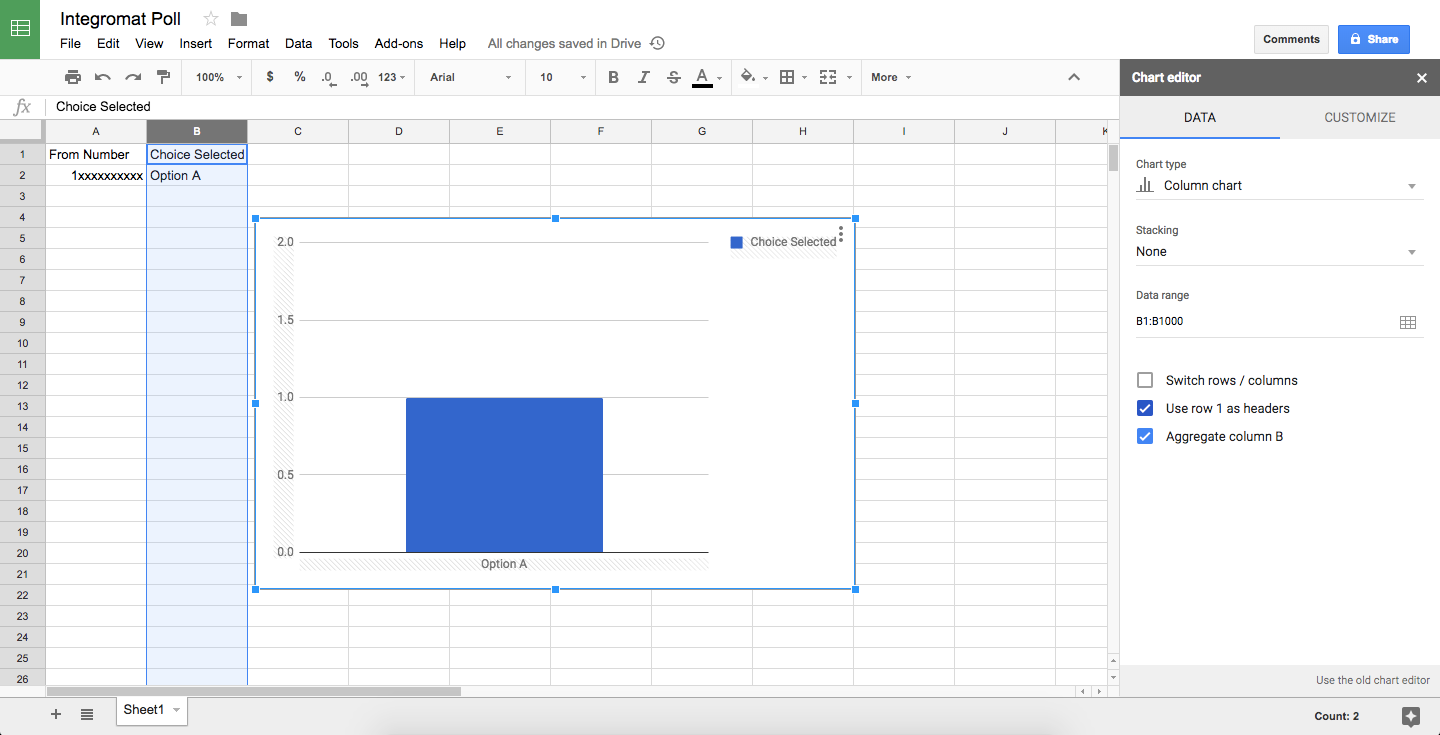 Integromat Poll
File Edit View Insert Format Data Tools Add-ons Help All changes saved in Drive
Comments Share
100% $ % .0 .00 123 Arial 10 B I S A More
fx Choice Selected
A B C D E F G H I J K
1 From Number Choice Selected
2 1xxxxxxxxxx Option A
3
4
5
6
7
8
9
10
11
12
13
14
15
16
17
18
19
20
21
22
23
24
25
26
2.0
1.5
1.0
0.5
0.0
Option A
Choice Selected
Chart editor
DATA CUSTOMIZE
Chart type
Column chart
Stacking
None
Data range
B1:B1000
Switch rows / columns
Use row 1 as headers
Aggregate column B
Use the old chart editor
Sheet1
Count: 2